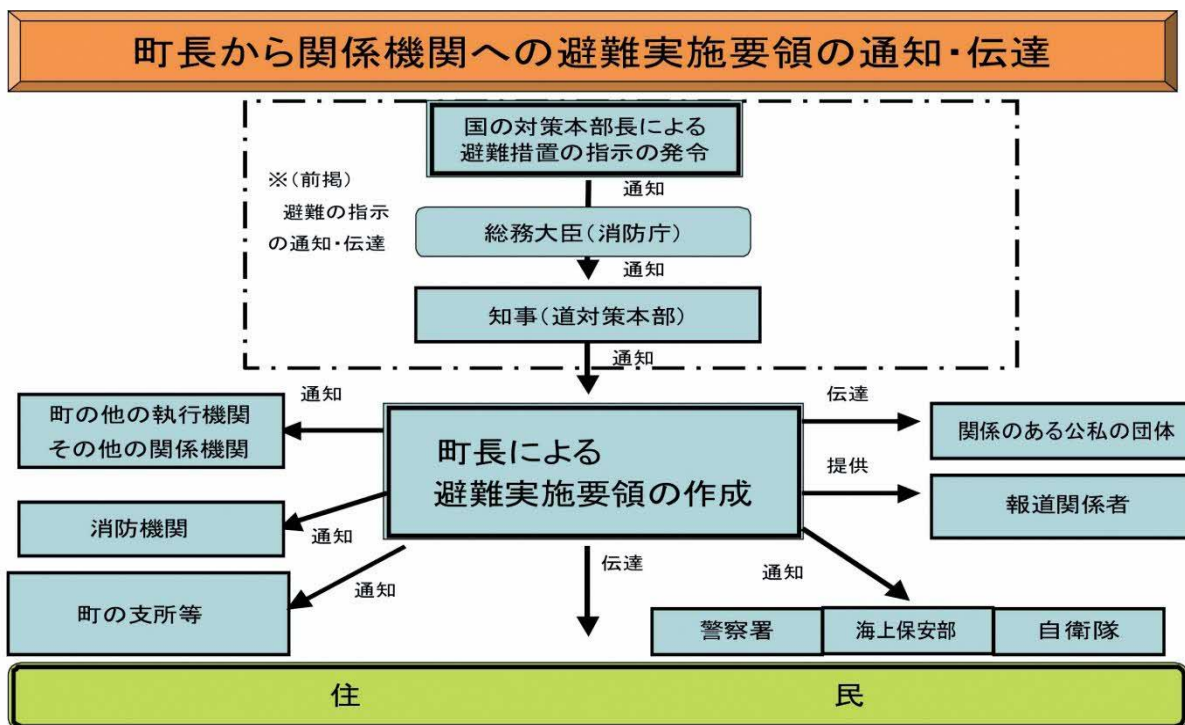 町長から関係機関への避難実施要領の通知・伝達
国の対策本部長による
避難措置の指示の発令
※(前掲)
避難の指示
の通知・伝達
通知
総務大臣(消防庁)
通知
知事(道対策本部)
通知
通知
町の他の執行機関
その他の関係機関
町長による
避難実施要領の作成
伝達
関係のある公私の団体
提供
報道関係者
消防機関
通知
町の支所等
通知
伝達
通知
警察署
海上保安部
自衛隊
住民